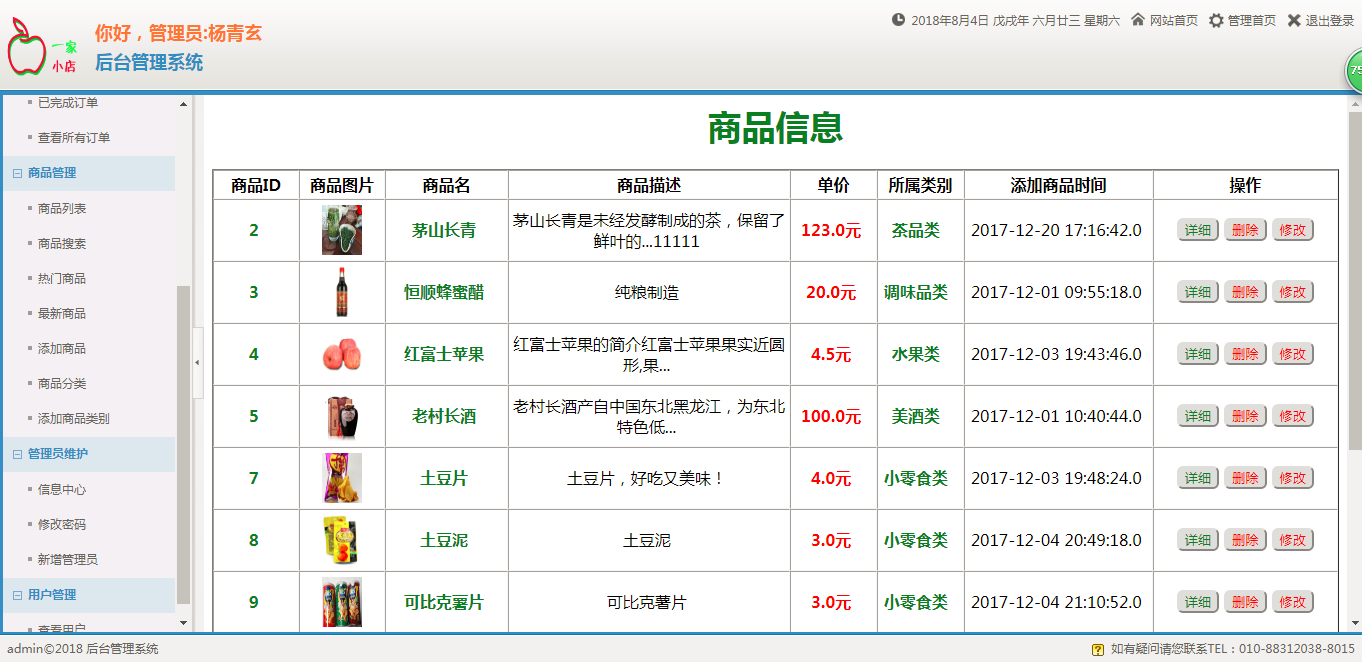 一家
小店
你好，管理员:杨青玄
后台管理系统
2018年8月4日 戊戌年 六月廿三 星期六 网站首页 管理首页 退出登录
75
已完成订单
查看所有订单
商品管理
商品列表
商品搜索
热门商品
最新商品
添加商品
商品分类
添加商品类别
管理员维护
信息中心
修改密码
新增管理员
用户管理
查看用户
商品信息
商品ID 商品图片 商品名 商品描述 单价 所属类别 添加商品时间 操作
2 茅山长青 茅山长青是未经发酵制成的茶，保留了 123.0元 茶品类 2017-12-20 17:16:42.0 详细 删除 修改
鲜叶的...11111
3 恒顺蜂蜜醋 纯粮制造 20.0元 调味品类 2017-12-01 09:55:18.0 详细 删除 修改
4 红富士苹果 红富士苹果的简介红富士苹果果实近圆 4.5元 水果类 2017-12-03 19:43:46.0 详细 删除 修改
形,果...
5 老村长酒 老村长酒产自中国东北黑龙江，为东北 100.0元 美酒类 2017-12-01 10:40:44.0 详细 删除 修改
特色低...
7 土豆片 土豆片，好吃又美味！ 4.0元 小零食类 2017-12-03 19:48:24.0 详细 删除 修改
8 土豆泥 土豆泥 3.0元 小零食类 2017-12-04 20:49:18.0 详细 删除 修改
9 可比克薯片 可比克薯片 3.0元 小零食类 2017-12-04 21:10:52.0 详细 删除 修改
admin©2018 后台管理系统
如有疑问请您联系TEL：010-88312038-8015